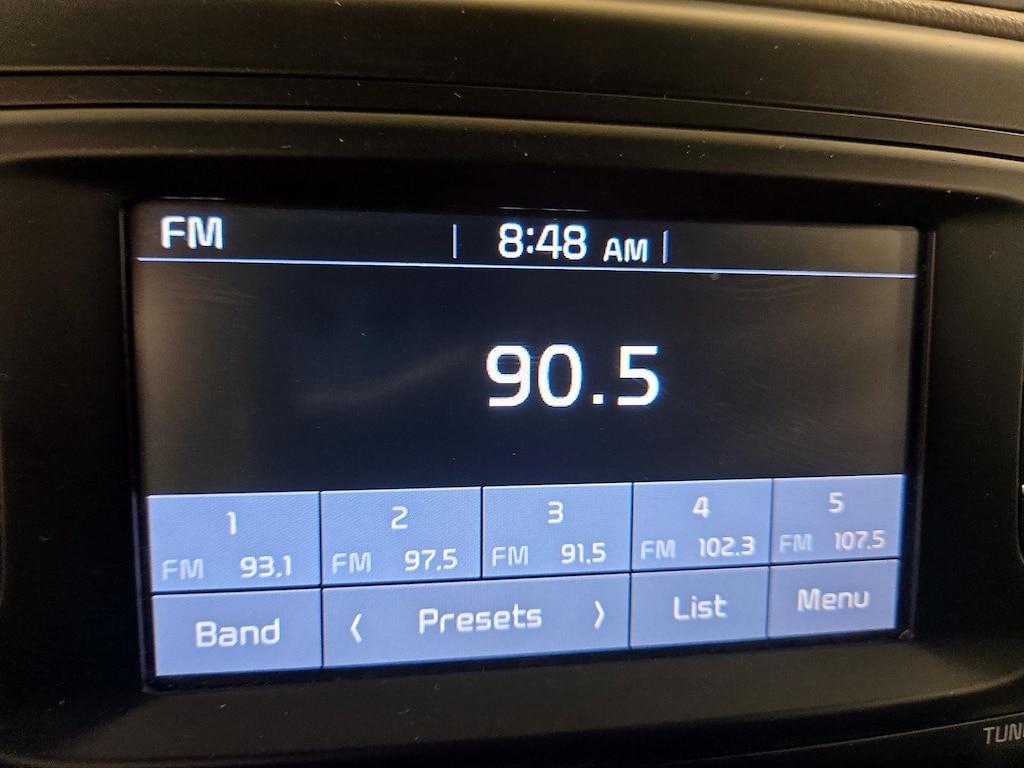 FM | 8:48 AM |
90.5
1 2 3 4 5
FM 93.1 FM 97.5 FM 91.5 FM 102.3 FM 107.5
Band ⟨ Presets ⟩ List Menu